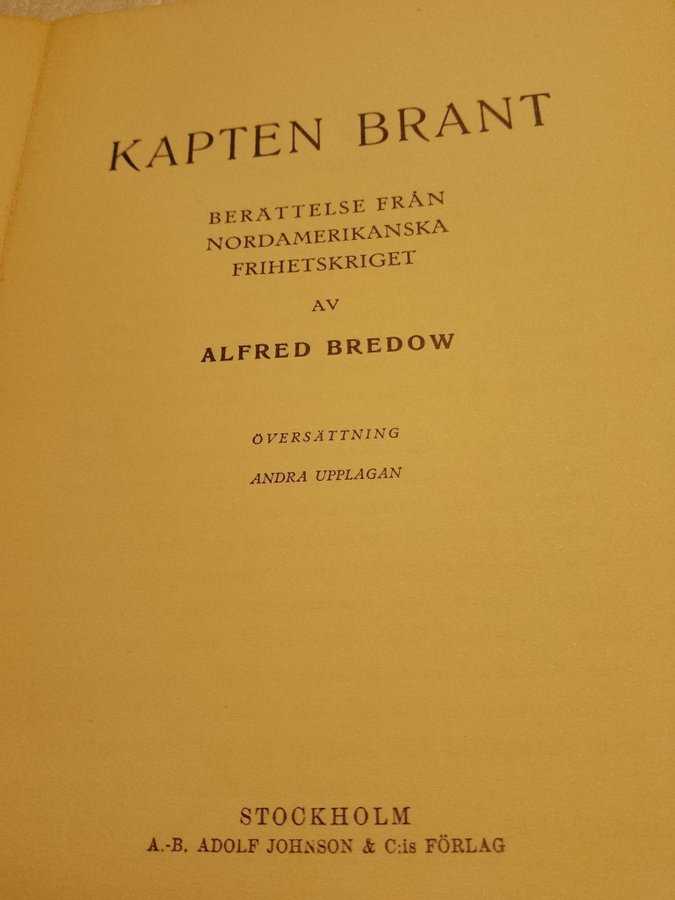 KAPTEN BRANT
BERÄTTELSE FRÅN
NORDAMERIKANSKA
FRIHETSKRIGET
AV
ALFRED BREDOW
ÖVERSÄTTNING
ANDRA UPPLAGAN
STOCKHOLM
A.-B. ADOLF JOHNSON & C:is FÖRLAG